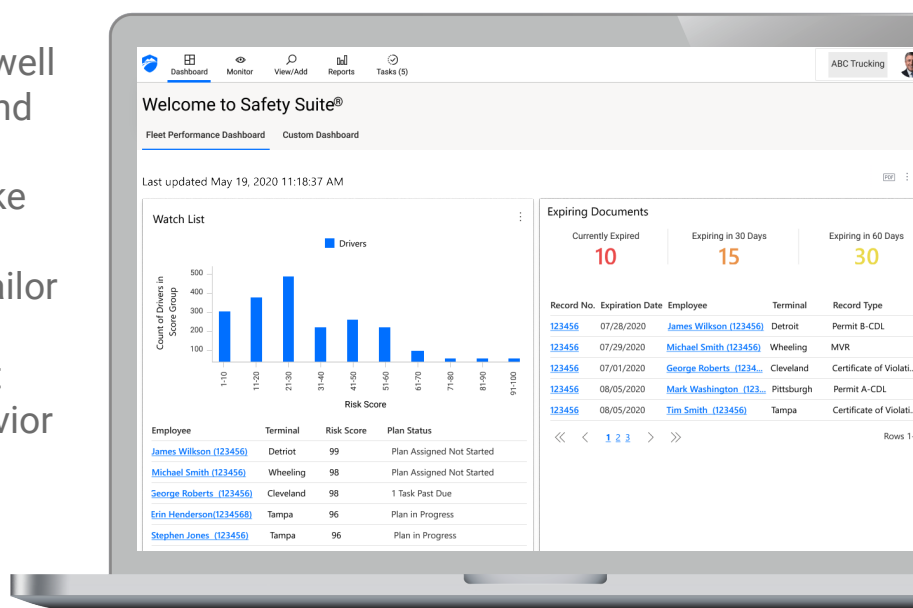 well
nd
ke
ailor
vior
Dashboard
Monitor
View/Add
Reports
Tasks (5)
ABC Trucking
Welcome to Safety Suite®
Fleet Performance Dashboard
Custom Dashboard
Last updated May 19, 2020 11:18:37 AM
PDF
Watch List
Drivers
Count of Drivers in
Score Group
500
400
300
200
100
1-10
11-20
21-30
31-40
41-50
51-60
61-70
71-80
81-90
91-100
Risk Score
Employee Terminal Risk Score Plan Status
James Wilkson (123456) Detriot 99 Plan Assigned Not Started
Michael Smith (123456) Wheeling 98 Plan Assigned Not Started
George Roberts (123456) Cleveland 98 1 Task Past Due
Erin Henderson(1234568) Tampa 96 Plan in Progress
Stephen Jones (123456) Tampa 96 Plan in Progress
Expiring Documents
Currently Expired
10
Expiring in 30 Days
15
Expiring in 60 Days
30
Record No. Expiration Date Employee Terminal Record Type
123456 07/28/2020 James Wilkson (123456) Detroit Permit B-CDL
123456 07/29/2020 Michael Smith (123456) Wheeling MVR
123456 07/01/2020 George Roberts (1234... Cleveland Certificate of Violati..
123456 08/05/2020 Mark Washington (123... Pittsburgh Permit A-CDL
123456 08/05/2020 Tim Smith (123456) Tampa Certificate of Violati..
1 2 3
Rows 1-